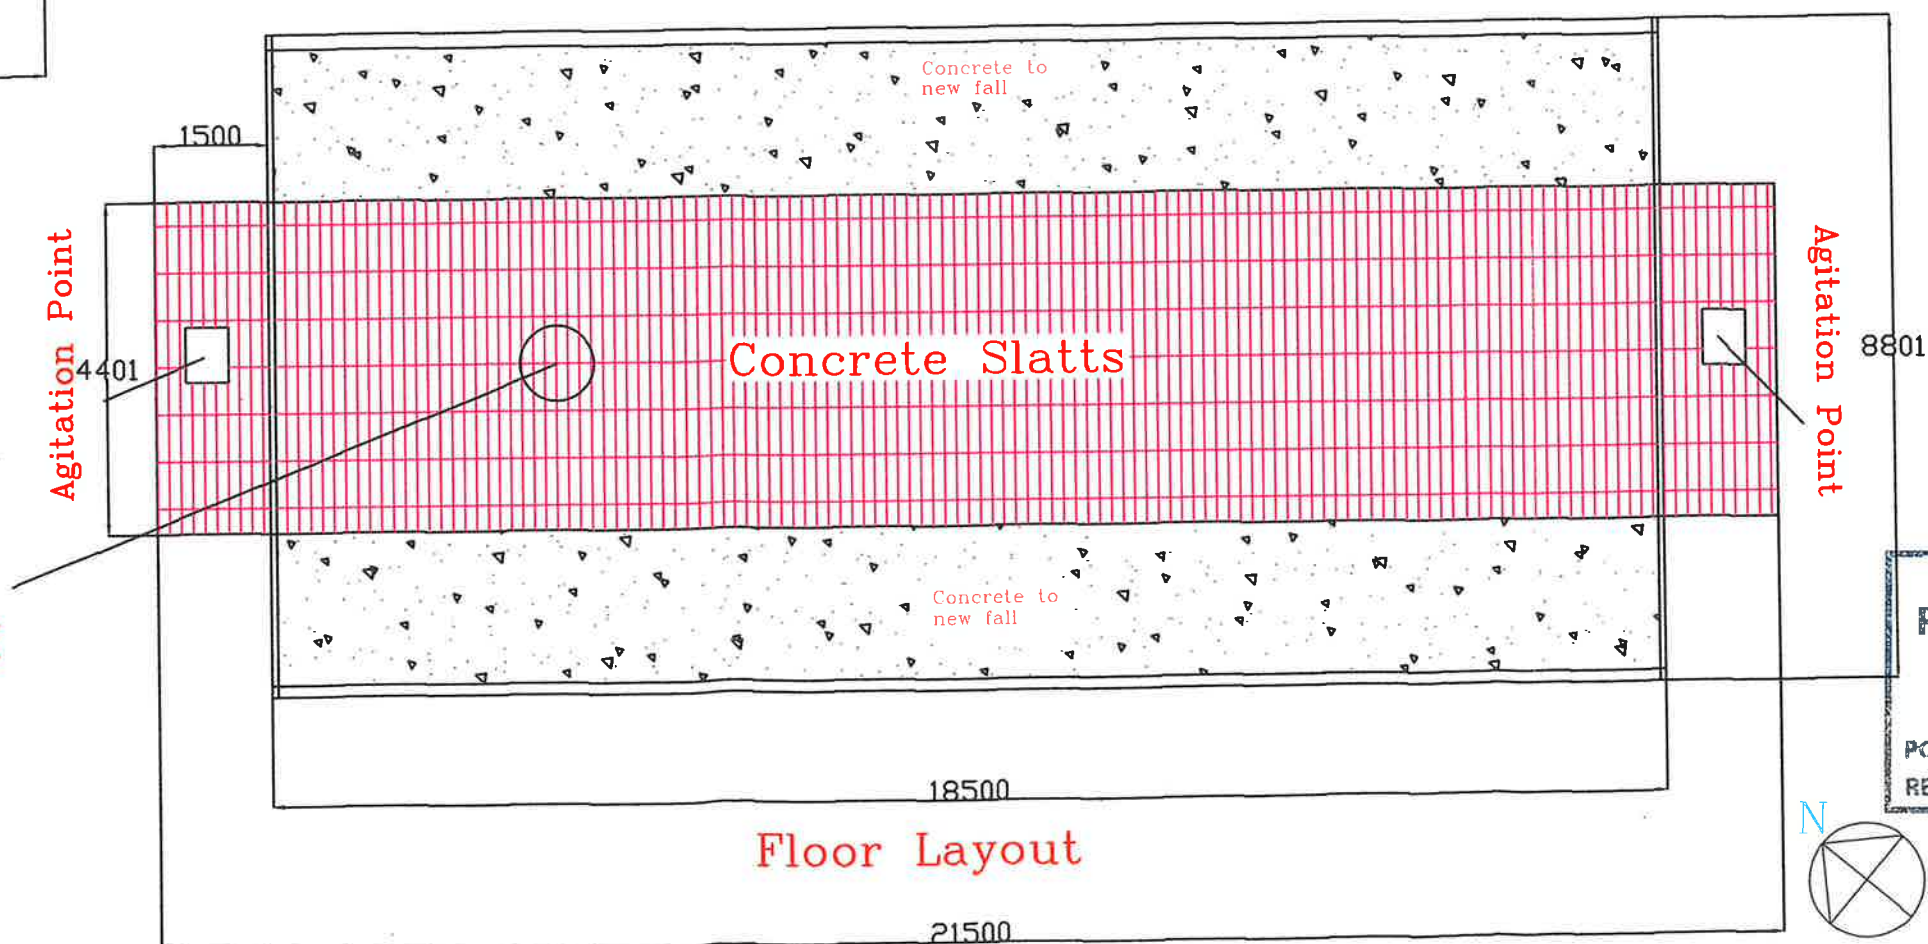 Concrete to
new fall
1500
Agitation Point
4401
Concrete Slatts
Agitation Point
8801
Concrete to
new fall
18500
Floor Layout
21500
N